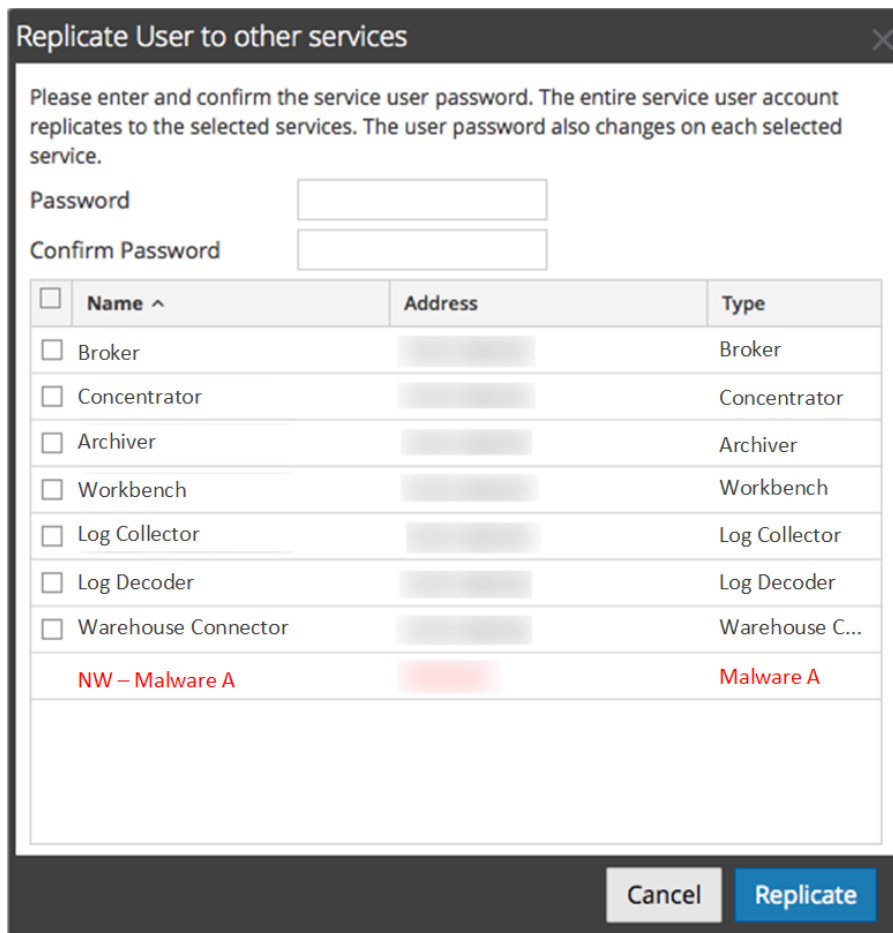 Replicate User to other services
Please enter and confirm the service user password. The entire service user account
replicates to the selected services. The user password also changes on each selected
service.
Password
Confirm Password
Name Address Type
Broker Broker
Concentrator Concentrator
Archiver Archiver
Workbench Workbench
Log Collector Log Collector
Log Decoder Log Decoder
Warehouse Connector Warehouse C...
NW – Malware A Malware A
Cancel Replicate